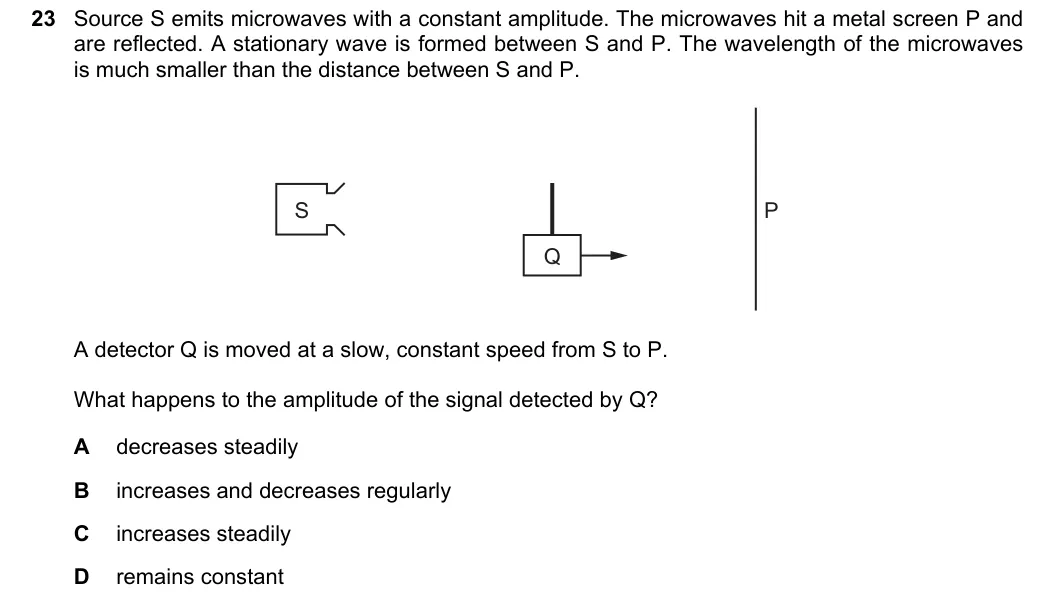 23 Source S emits microwaves with a constant amplitude. The microwaves hit a metal screen P and
are reflected. A stationary wave is formed between S and P. The wavelength of the microwaves
is much smaller than the distance between S and P.
S
P
Q
A detector Q is moved at a slow, constant speed from S to P.
What happens to the amplitude of the signal detected by Q?
A decreases steadily
B increases and decreases regularly
C increases steadily
D remains constant